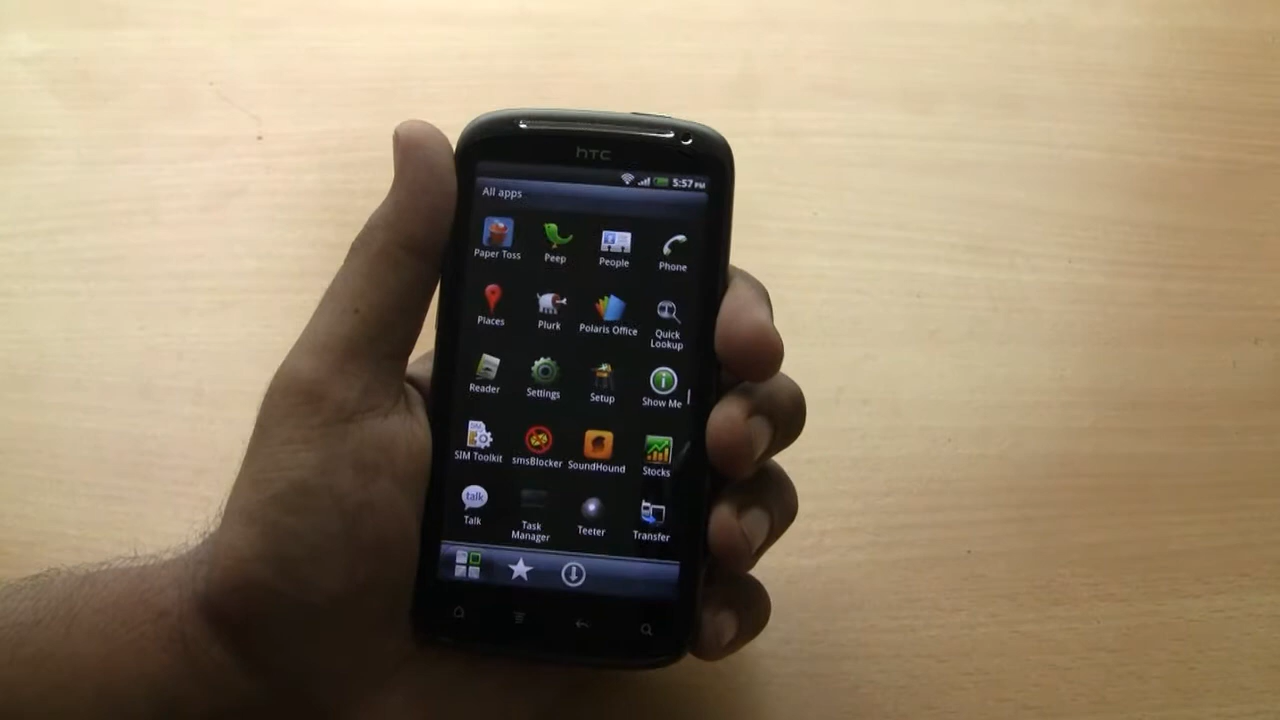 hTC
5:57 PM
All apps
Paper Toss
Peep
People
Phone
Places
Plurk
Polaris Office
Quick
Lookup
Reader
Settings
Setup
Show Me
SIM Toolkit
smsBlocker
SoundHound
Stocks
talk
Talk
Task
Manager
Teeter
Transfer